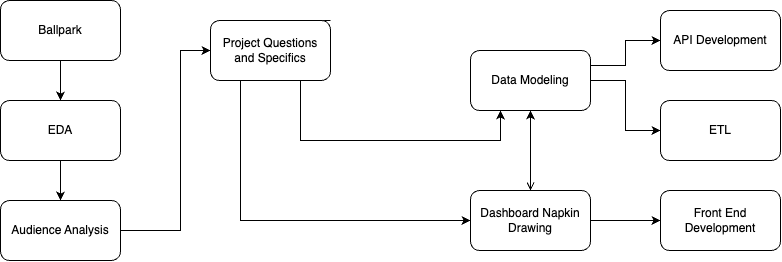 Ballpark
EDA
Audience Analysis
Project Questions
and Specifics
Data Modeling
Dashboard Napkin
Drawing
API Development
ETL
Front End
Development